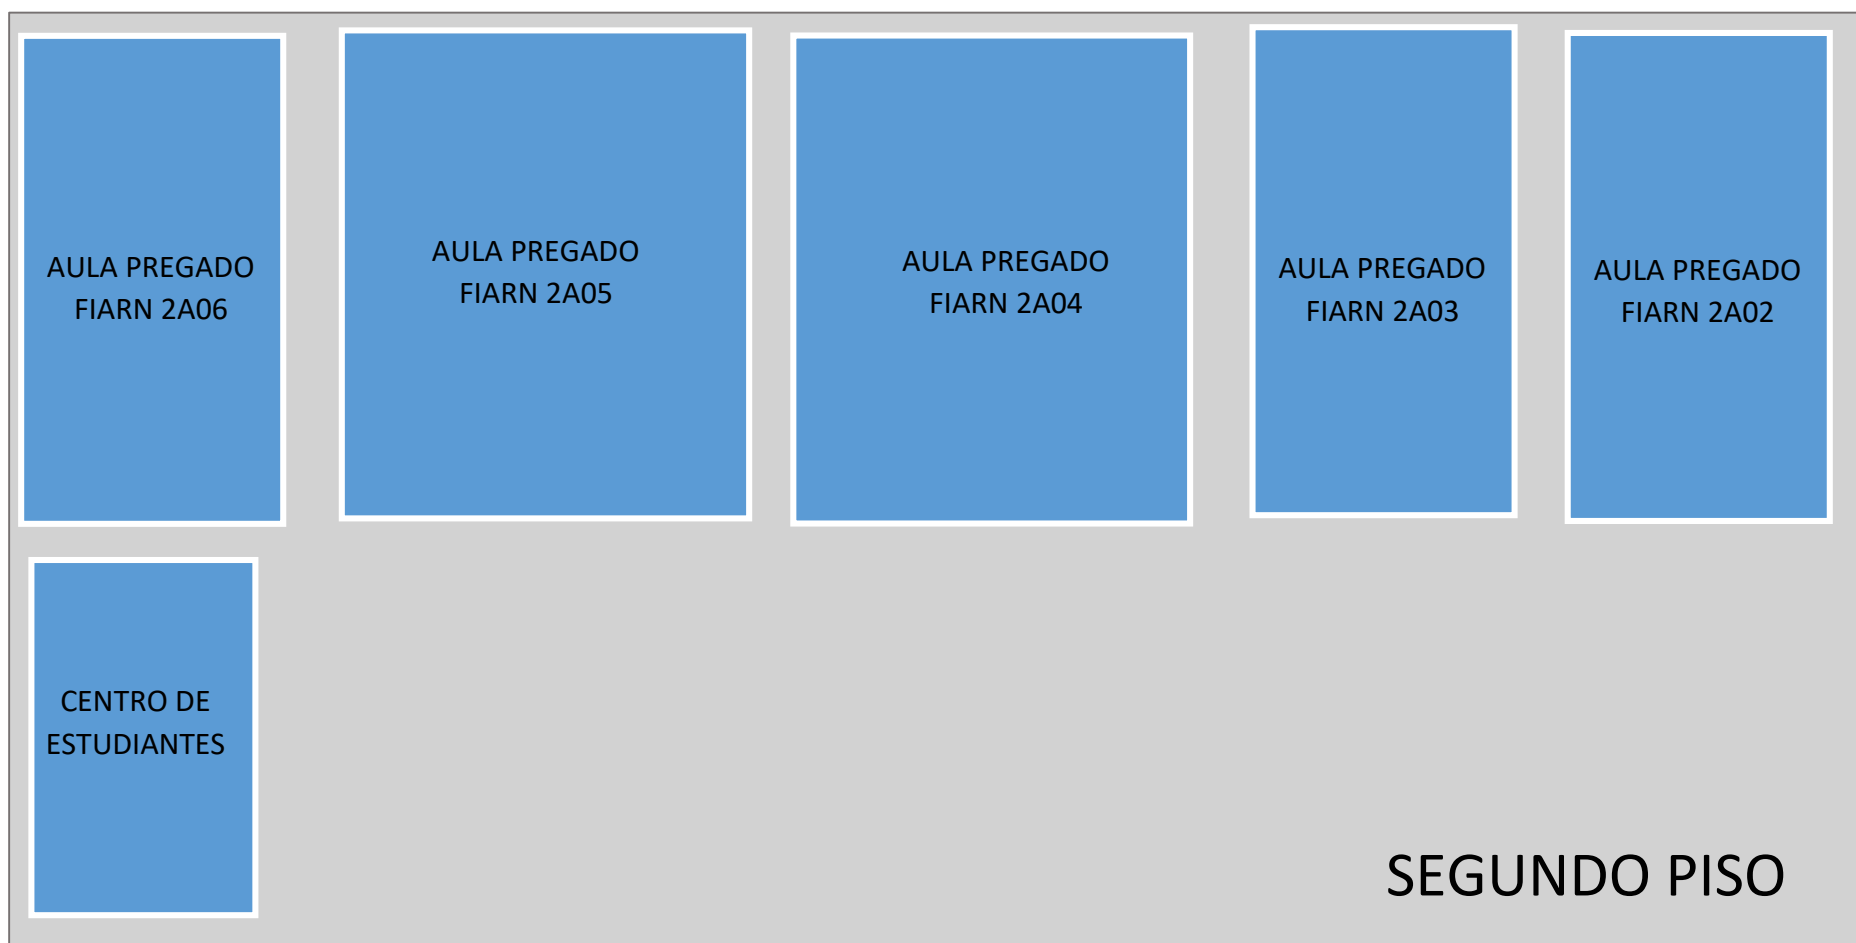 AULA PREGADO
FIARN 2A06
AULA PREGADO
FIARN 2A05
AULA PREGADO
FIARN 2A04
AULA PREGADO
FIARN 2A03
AULA PREGADO
FIARN 2A02
CENTRO DE
ESTUDIANTES
SEGUNDO PISO